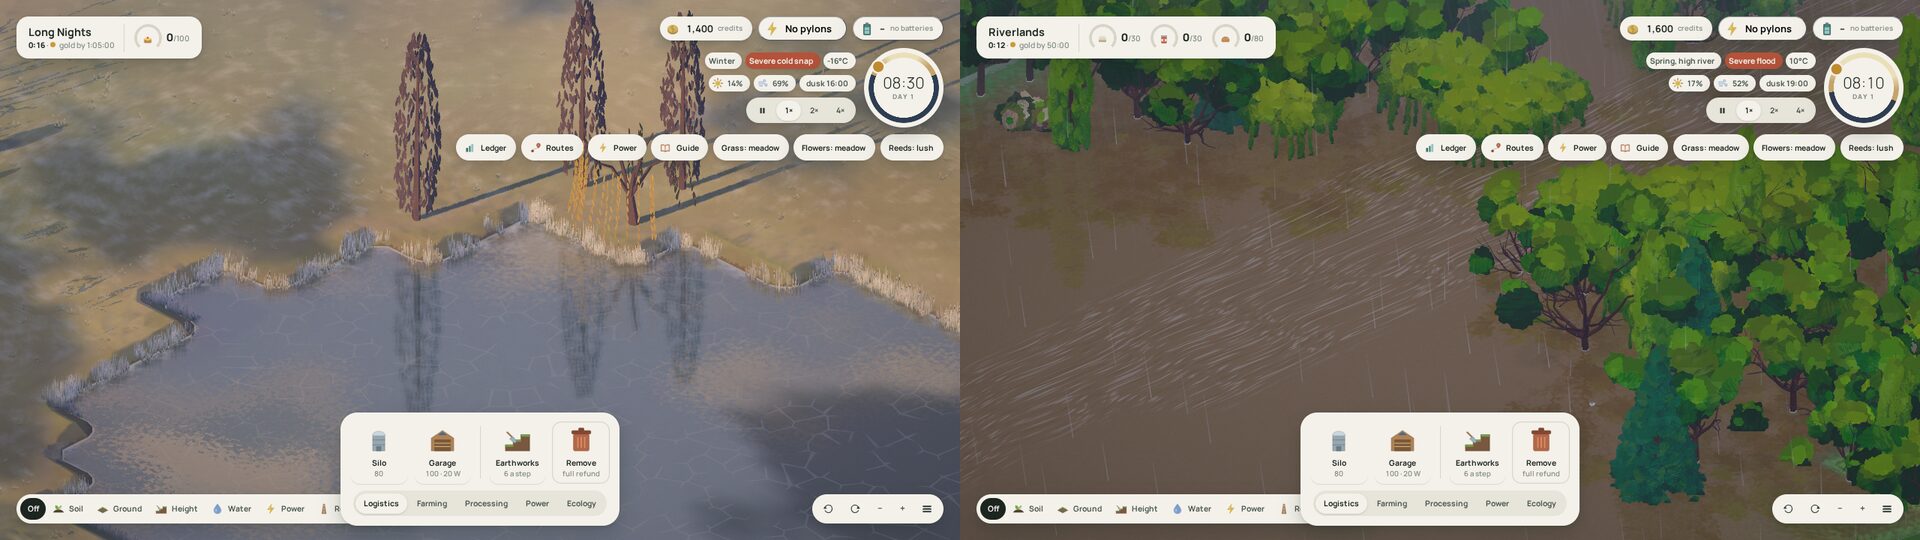 Long Nights
0:16 · gold by 1:05:00
0/100
1,400 credits
No pylons
- no batteries
Winter
Severe cold snap
-16°C
14%
69%
dusk 16:00
08:30
DAY 1
1×
2×
4×
Ledger
Routes
Power
Guide
Grass: meadow
Flowers: meadow
Reeds: lush
Silo
80
Garage
100 · 20 W
Earthworks
6 a step
Remove
full refund
Logistics
Farming
Processing
Power
Ecology
Off
Soil
Ground
Height
Water
Power
Riverlands
0:12 · gold by 50:00
0/30
0/30
0/80
1,600 credits
No pylons
- no batteries
Spring, high river
Severe flood
10°C
17%
52%
dusk 19:00
08:10
DAY 1
1×
2×
4×
Ledger
Routes
Power
Guide
Grass: meadow
Flowers: meadow
Reeds: lush
Silo
80
Garage
100 · 20 W
Earthworks
6 a step
Remove
full refund
Logistics
Farming
Processing
Power
Ecology
Off
Soil
Ground
Height
Water
Power